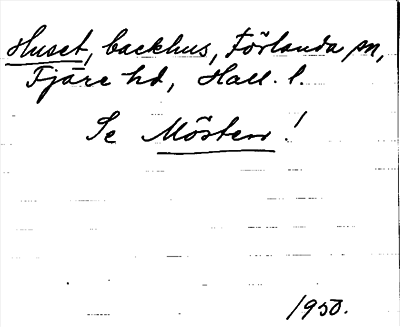 Huset, backhus, Förlanda sn,
Fjäre hd, Hall. l.
Se Mösten!
1950.